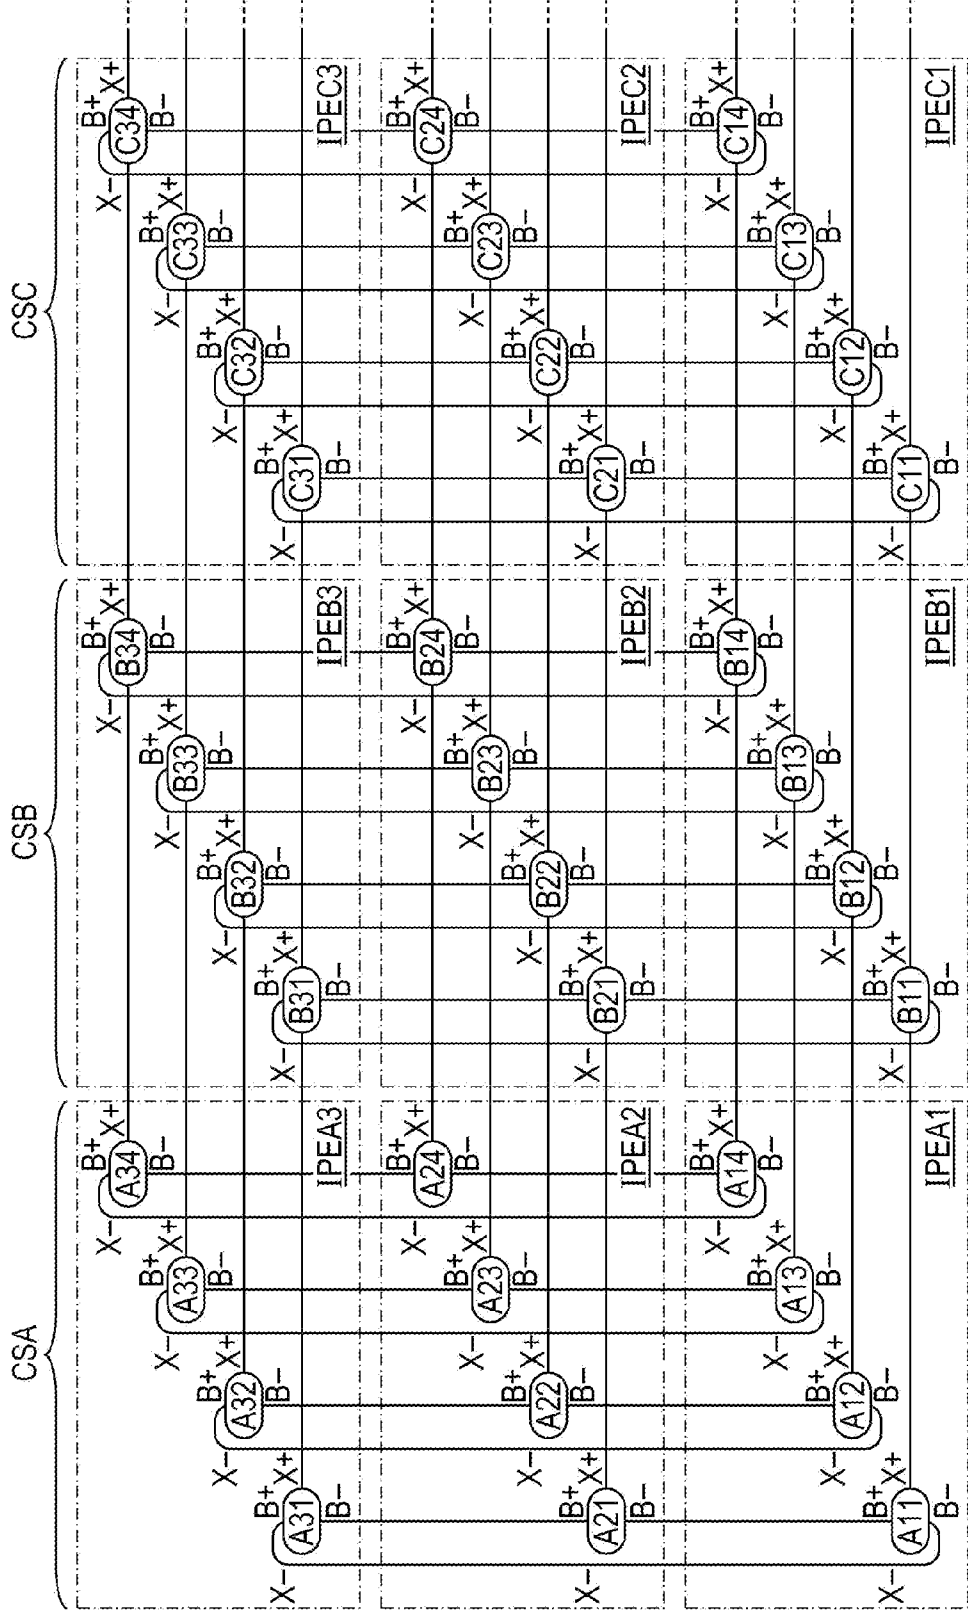 CSA CSB CSC
B+ B+ B+
X- X+ X- X+ X- X+
A34 B34 C34
B- B- B-
B+ B+ B+
X- X+ X- X+ X- X+
A33 B33 C33
B- B- B-
B+ B+ B+
X- X+ X- X+ X- X+
A32 B32 C32
B- B- B-
B+ B+ B+
X- X+ X- X+ X- X+
A31 B31 C31
B- B- B-
IPEA3 IPEB3 IPEC3
B+ B+ B+
X- X+ X- X+ X- X+
A24 B24 C24
B- B- B-
B+ B+ B+
X- X+ X- X+ X- X+
A23 B23 C23
B- B- B-
B+ B+ B+
X- X+ X- X+ X- X+
A22 B22 C22
B- B- B-
B+ B+ B+
X- X+ X- X+ X- X+
A21 B21 C21
B- B- B-
IPEA2 IPEB2 IPEC2
B+ B+ B+
X- X+ X- X+ X- X+
A14 B14 C14
B- B- B-
B+ B+ B+
X- X+ X- X+ X- X+
A13 B13 C13
B- B- B-
B+ B+ B+
X- X+ X- X+ X- X+
A12 B12 C12
B- B- B-
B+ B+ B+
X- X+ X- X+ X- X+
A11 B11 C11
B- B- B-
IPEA1 IPEB1 IPEC1